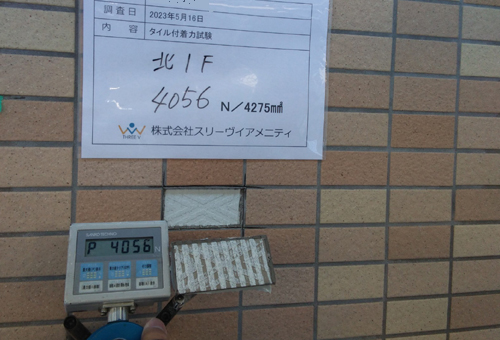 調査日 2023年5月16日
内容 タイル付着力試験
北1F
4056 N/4275㎟
株式会社スリーヴイアメニティ
P 4056 N